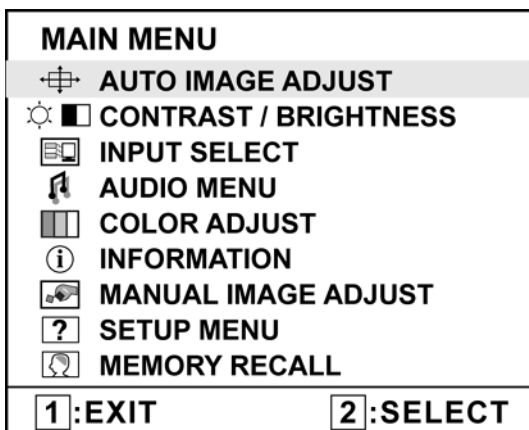 MAIN MENU
AUTO IMAGE ADJUST
CONTRAST / BRIGHTNESS
INPUT SELECT
AUDIO MENU
COLOR ADJUST
i INFORMATION
MANUAL IMAGE ADJUST
? SETUP MENU
MEMORY RECALL
1:EXIT 2:SELECT